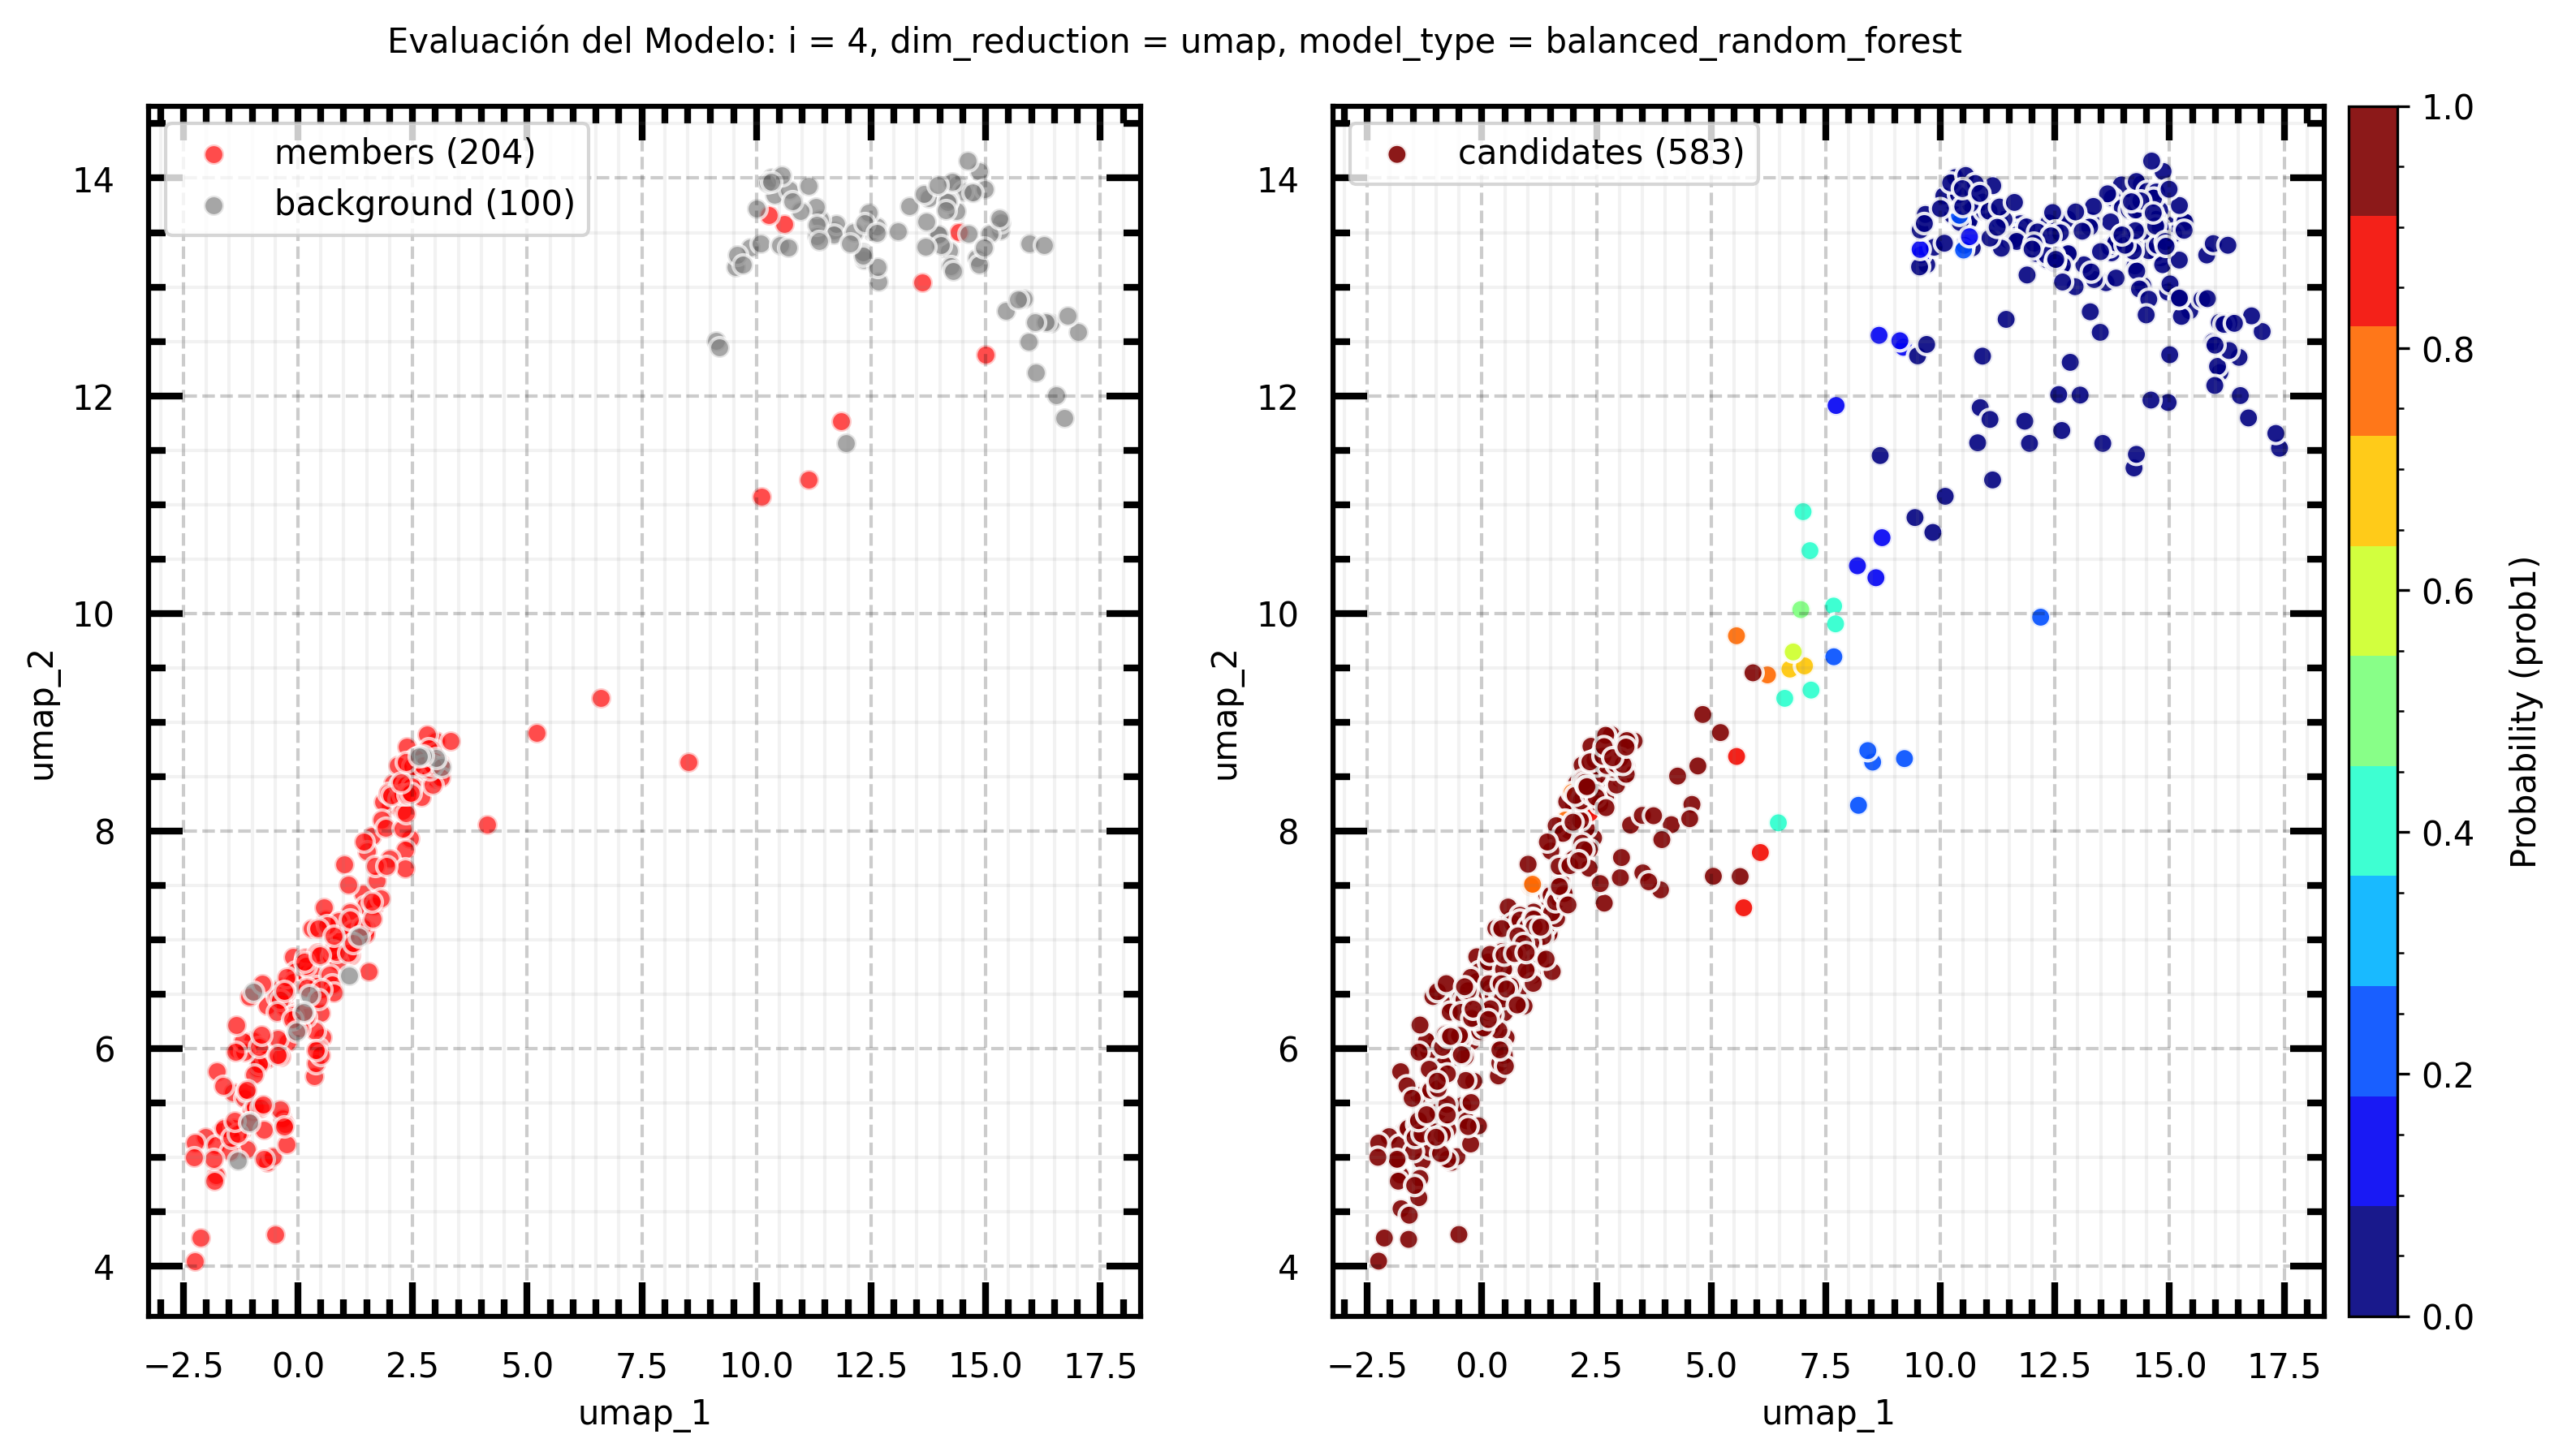 Evaluación del Modelo: i = 4, dim_reduction = umap, model_type = balanced_random_forest
members (204)
background (100)
14
12
10
8
6
4
umap_2
−2.5 0.0 2.5 5.0 7.5 10.0 12.5 15.0 17.5
umap_1
candidates (583)
14
12
10
8
6
4
umap_2
−2.5 0.0 2.5 5.0 7.5 10.0 12.5 15.0 17.5
umap_1
1.0
0.8
0.6
0.4
0.2
0.0
Probability (prob1)